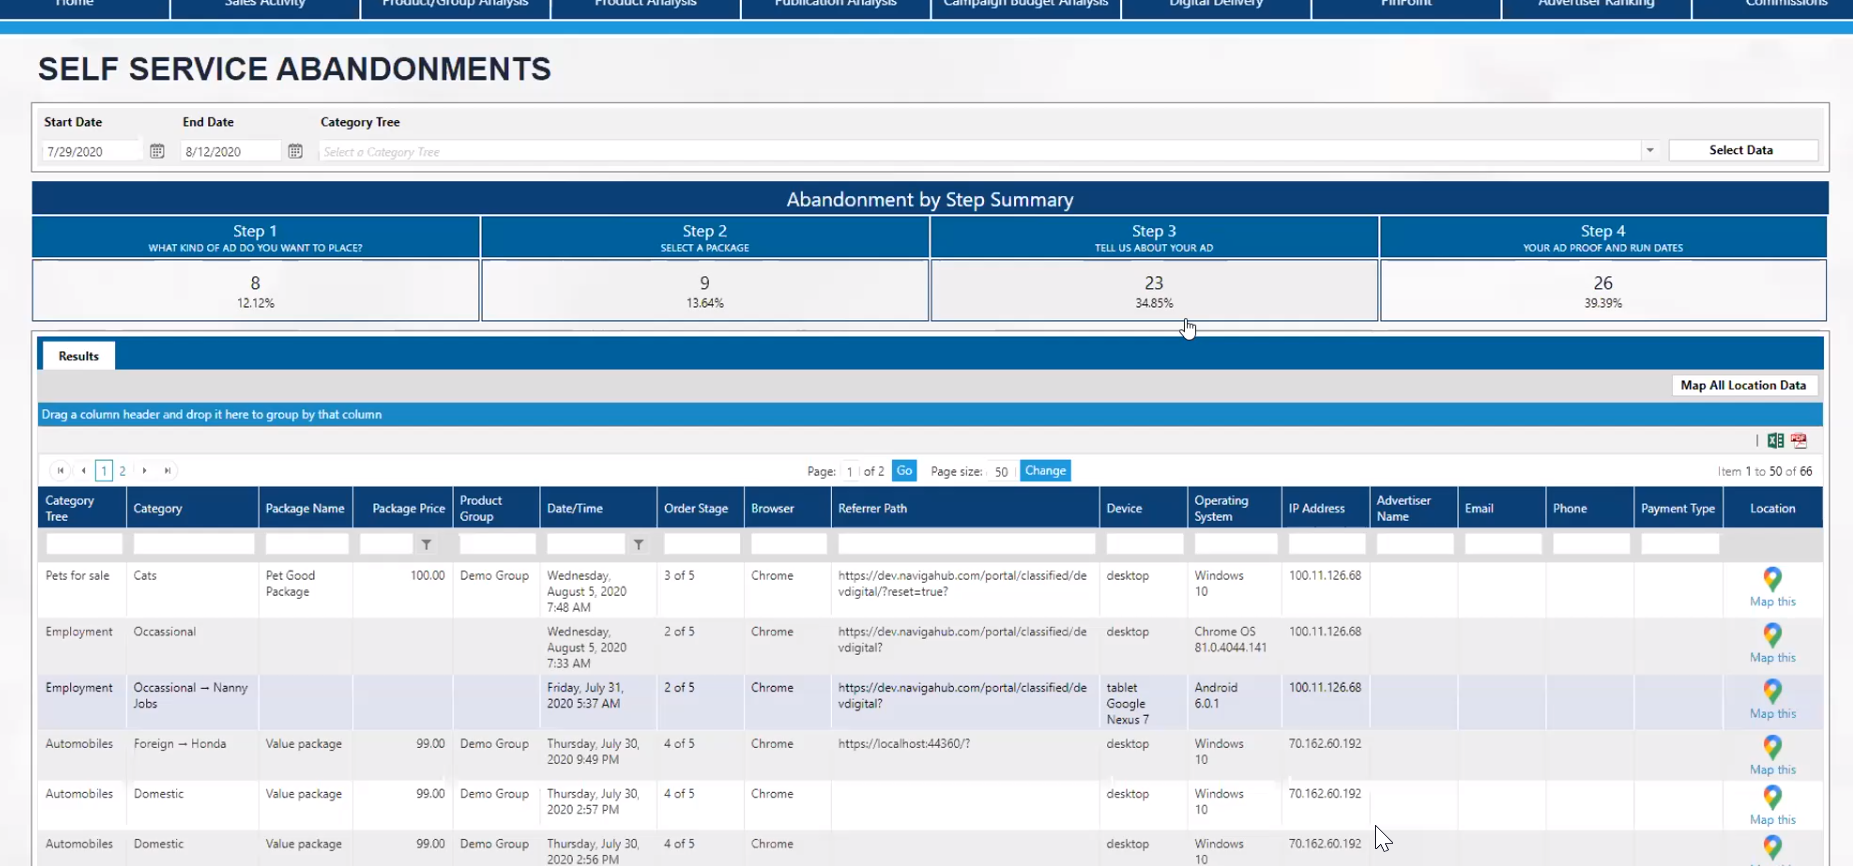 Home Sales Activity Product/Group Analysis Product Analysis Publication Analysis Campaign Budget Analysis Digital Delivery PinPoint Advertiser Ranking Commissions
SELF SERVICE ABANDONMENTS
Start Date End Date Category Tree
7/29/2020 8/12/2020 Select a Category Tree Select Data
Abandonment by Step Summary
Step 1 Step 2 Step 3 Step 4
WHAT KIND OF AD DO YOU WANT TO PLACE? SELECT A PACKAGE TELL US ABOUT YOUR AD YOUR AD PROOF AND RUN DATES
8 9 23 26
12.12% 13.64% 34.85% 39.39%
Results
Map All Location Data
Drag a column header and drop it here to group by that column
1 2 Page: 1 of 2 Go Page size: 50 Change Item 1 to 50 of 66
Category Tree Category Package Name Package Price Product Group Date/Time Order Stage Browser Referrer Path Device Operating System IP Address Advertiser Name Email Phone Payment Type Location
Pets for sale Cats Pet Good Package 100.00 Demo Group Wednesday, August 5, 2020 7:48 AM 3 of 5 Chrome https://dev.navigahub.com/portal/classified/devdigital/?reset=true? desktop Windows 10 100.11.126.68 Map this
Employment Occassional Wednesday, August 5, 2020 7:33 AM 2 of 5 Chrome https://dev.navigahub.com/portal/classified/devdigital? desktop Chrome OS 81.0.4044.141 100.11.126.68 Map this
Employment Occassional → Nanny Jobs Friday, July 31, 2020 5:37 AM 2 of 5 Chrome https://dev.navigahub.com/portal/classified/devdigital? tablet Google Nexus 7 Android 6.0.1 100.11.126.68 Map this
Automobiles Foreign → Honda Value package 99.00 Demo Group Thursday, July 30, 2020 9:49 PM 4 of 5 Chrome https://localhost:44360/? desktop Windows 10 70.162.60.192 Map this
Automobiles Domestic Value package 99.00 Demo Group Thursday, July 30, 2020 2:57 PM 4 of 5 Chrome desktop Windows 10 70.162.60.192 Map this
Automobiles Domestic Value package 99.00 Demo Group Thursday, July 30, 2020 2:56 PM 4 of 5 Chrome desktop Windows 10 70.162.60.192